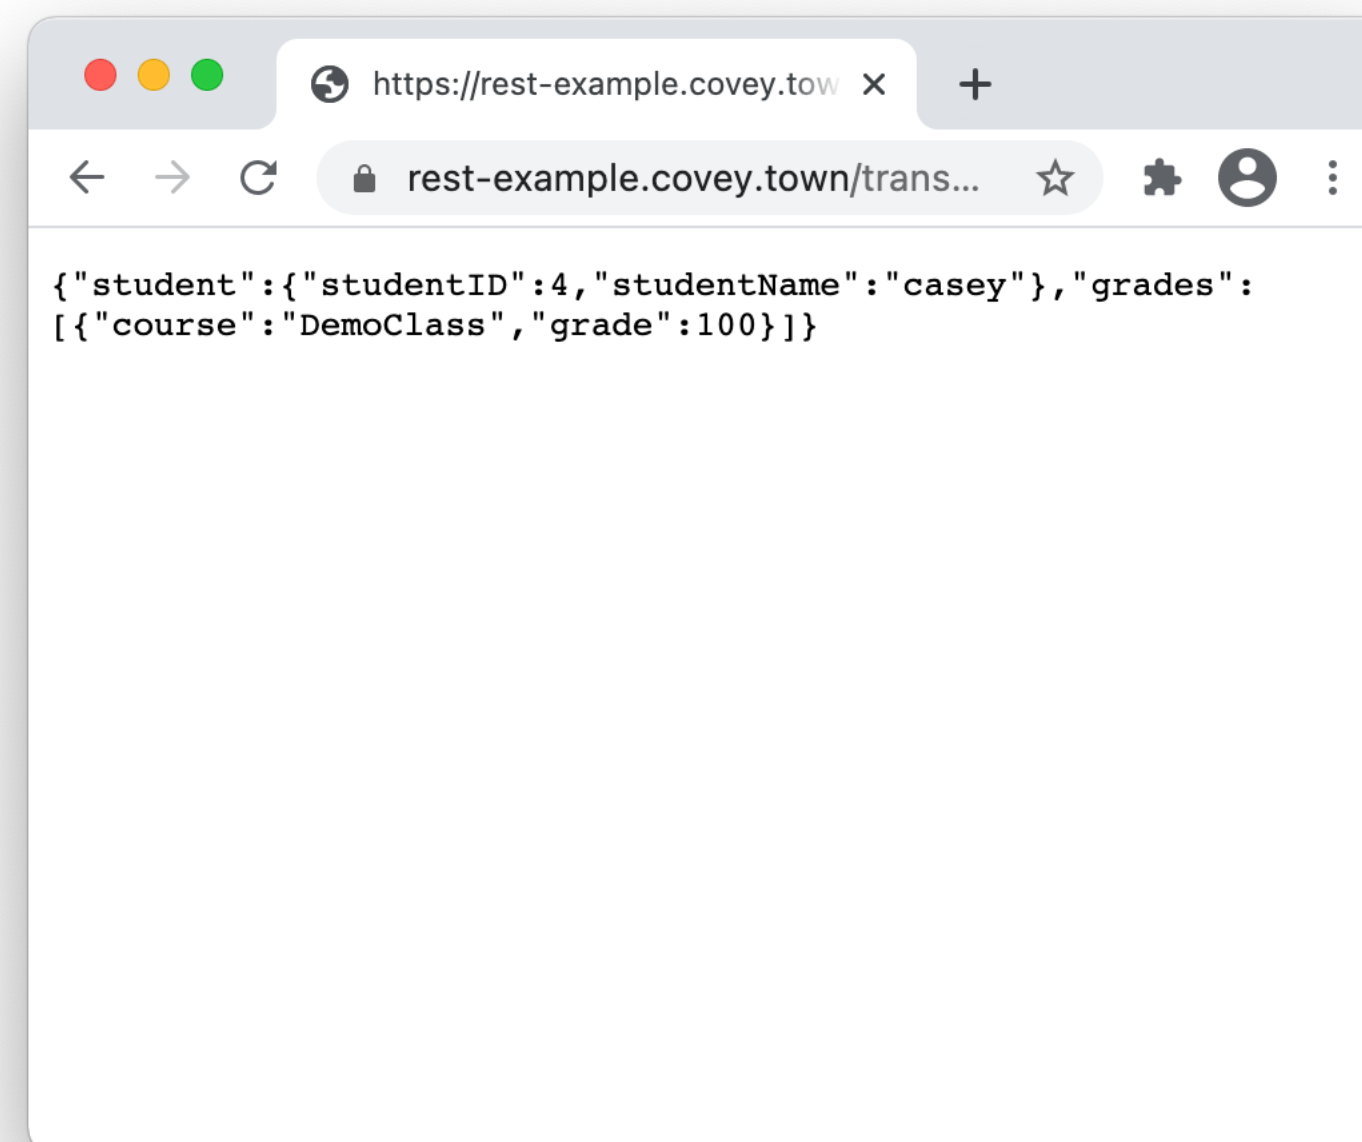 https://rest-example.covey.tow
rest-example.covey.town/trans...
{"student":{"studentID":4,"studentName":"casey"},"grades":
[{"course":"DemoClass","grade":100}]}